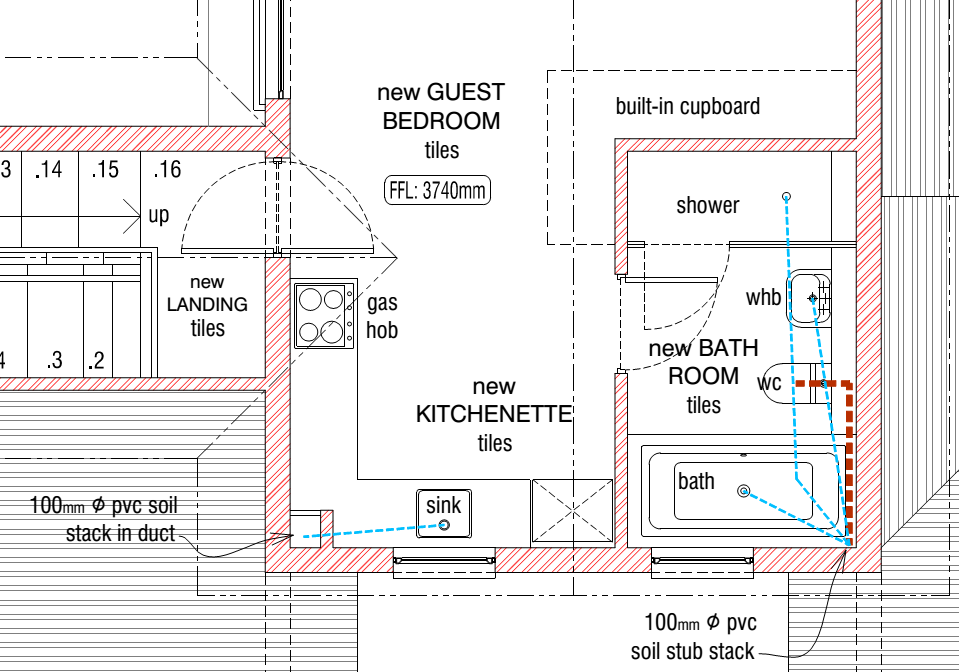 new GUEST
BEDROOM
tiles
FFL: 3740mm
built-in cupboard
shower
3
.14
.15
.16
up
new
LANDING
tiles
4
.3
.2
gas
hob
whb
new BATH
ROOM
tiles
wc
new
KITCHENETTE
tiles
bath
sink
100mm Ø pvc soil
stack in duct
100mm Ø pvc
soil stub stack